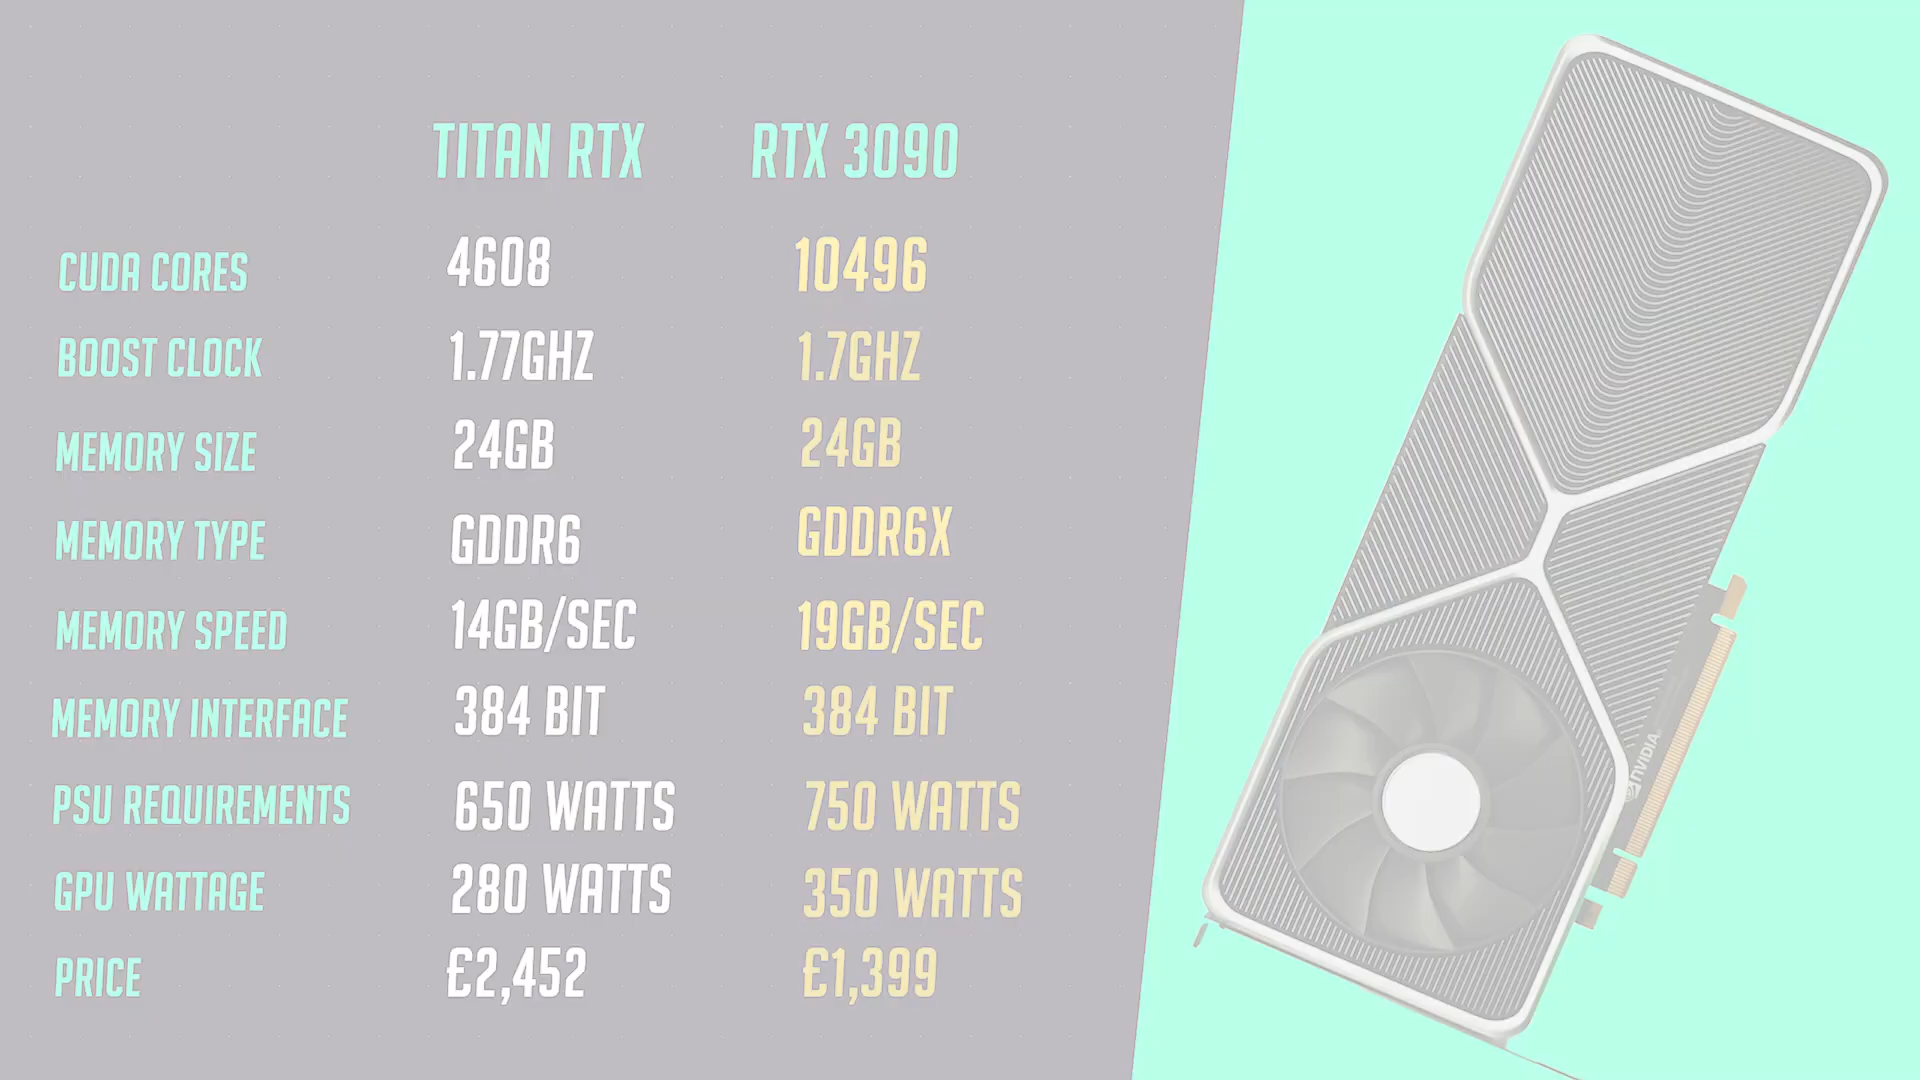 TITAN RTX RTX 3090
CUDA CORES 4608 10496
BOOST CLOCK 1.77GHZ 1.7GHZ
MEMORY SIZE 24GB 24GB
MEMORY TYPE GDDR6 GDDR6X
MEMORY SPEED 14GB/SEC 19GB/SEC
MEMORY INTERFACE 384 BIT 384 BIT
PSU REQUIREMENTS 650 WATTS 750 WATTS
GPU WATTAGE 280 WATTS 350 WATTS
PRICE £2,452 £1,399
NVIDIA